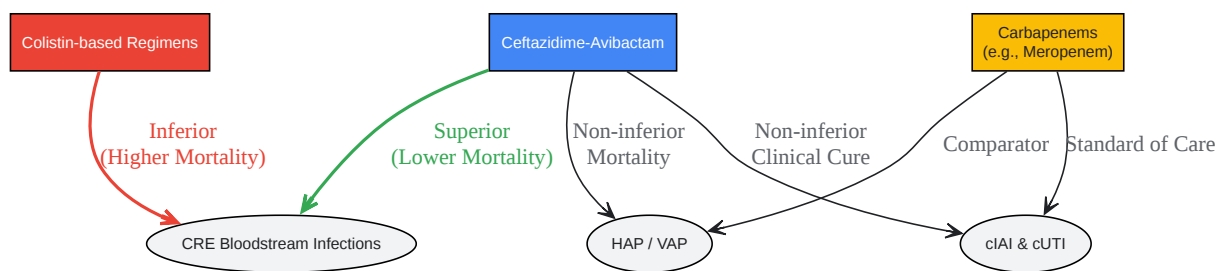 Colistin-based Regimens
Ceftazidime-Avibactam
Carbapenems
(e.g., Meropenem)
Inferior
(Higher Mortality)
Superior
(Lower Mortality)
Non-inferior
Mortality
Non-inferior
Clinical Cure
Comparator
Standard of Care
CRE Bloodstream Infections
HAP / VAP
cIAI & cUTI